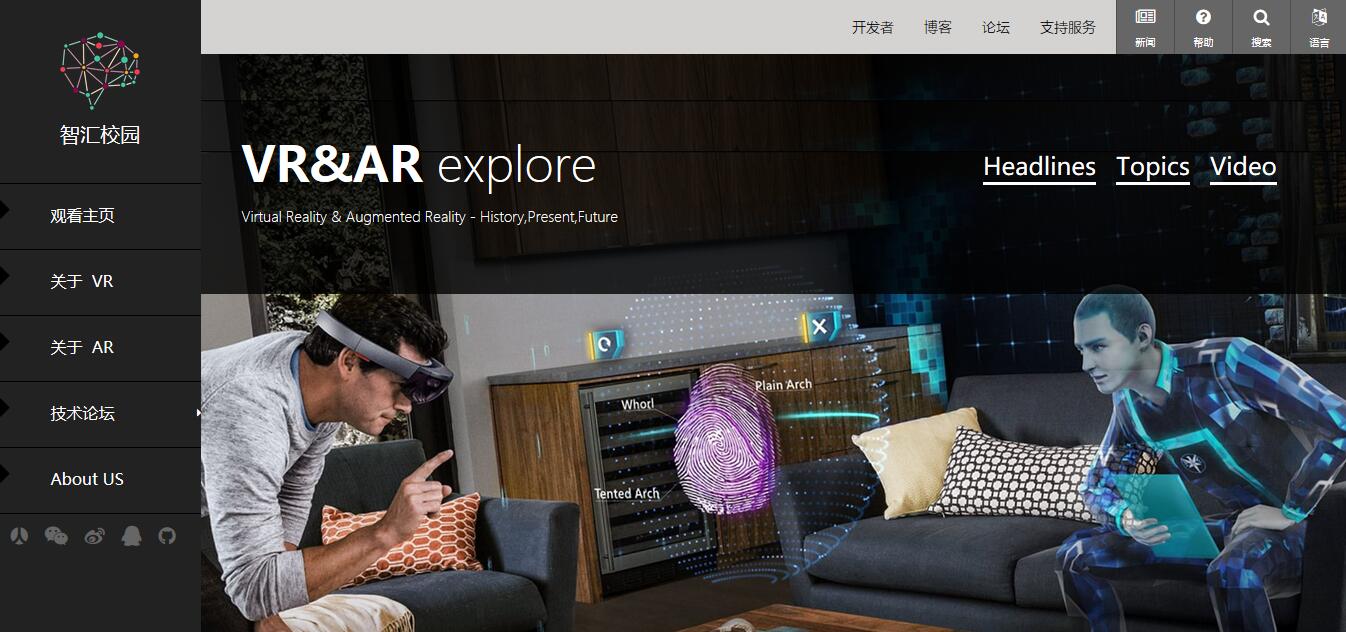 智汇校园
观看主页
关于 VR
关于 AR
技术论坛
About US
开发者 博客 论坛 支持服务
新闻 帮助 搜索 语言
VR&AR explore
Headlines Topics Video
Virtual Reality & Augmented Reality - History,Present,Future
Plain Arch
Whorl
Tented Arch